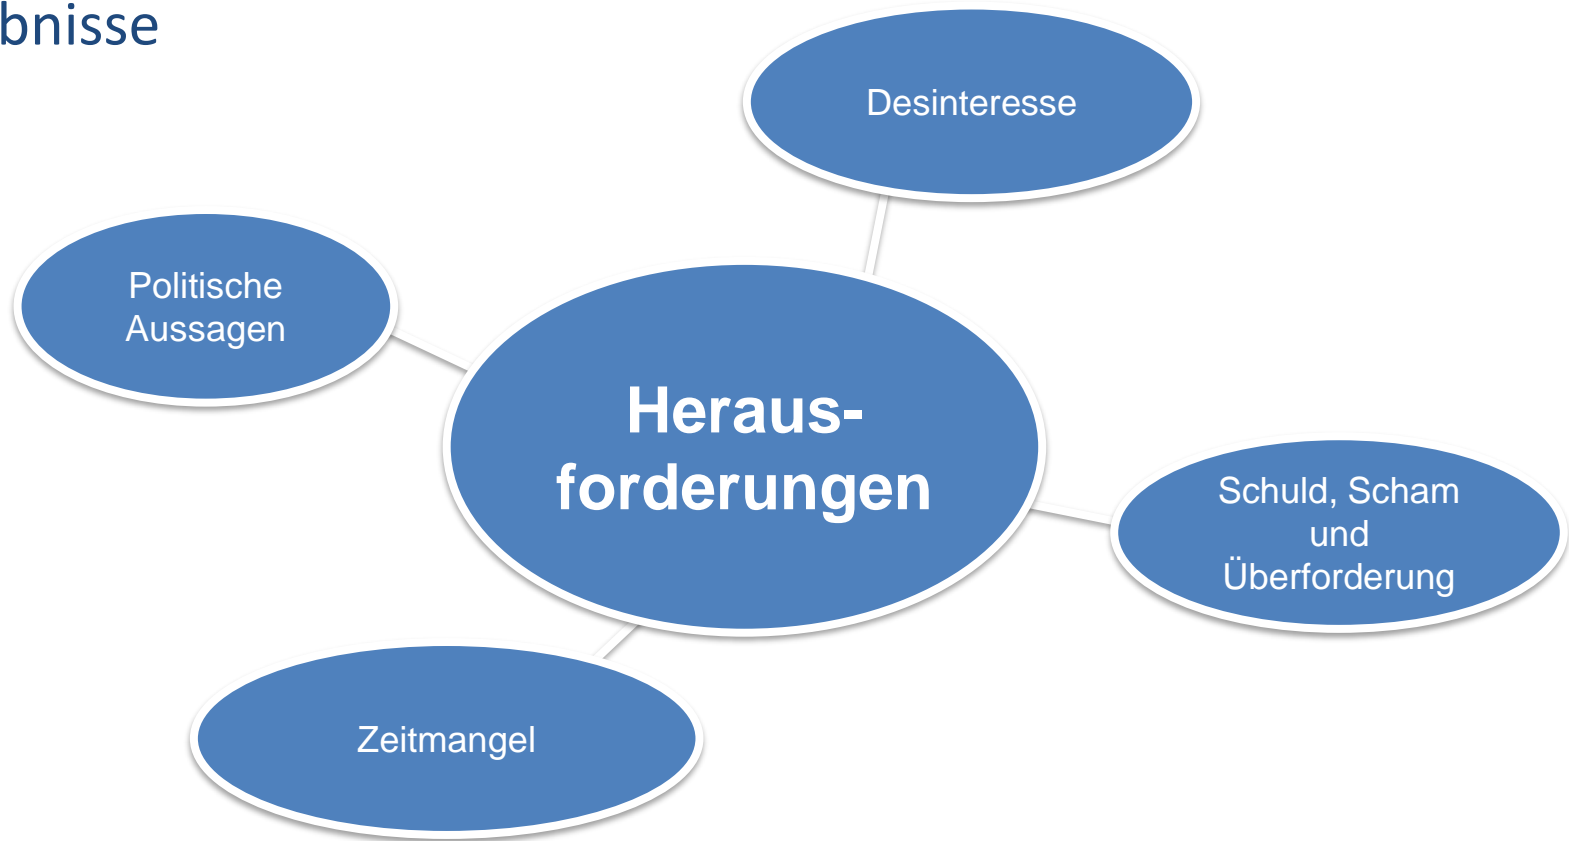 bnisse
Desinteresse
Politische
Aussagen
Heraus-
forderungen
Schuld, Scham
und
Überforderung
Zeitmangel